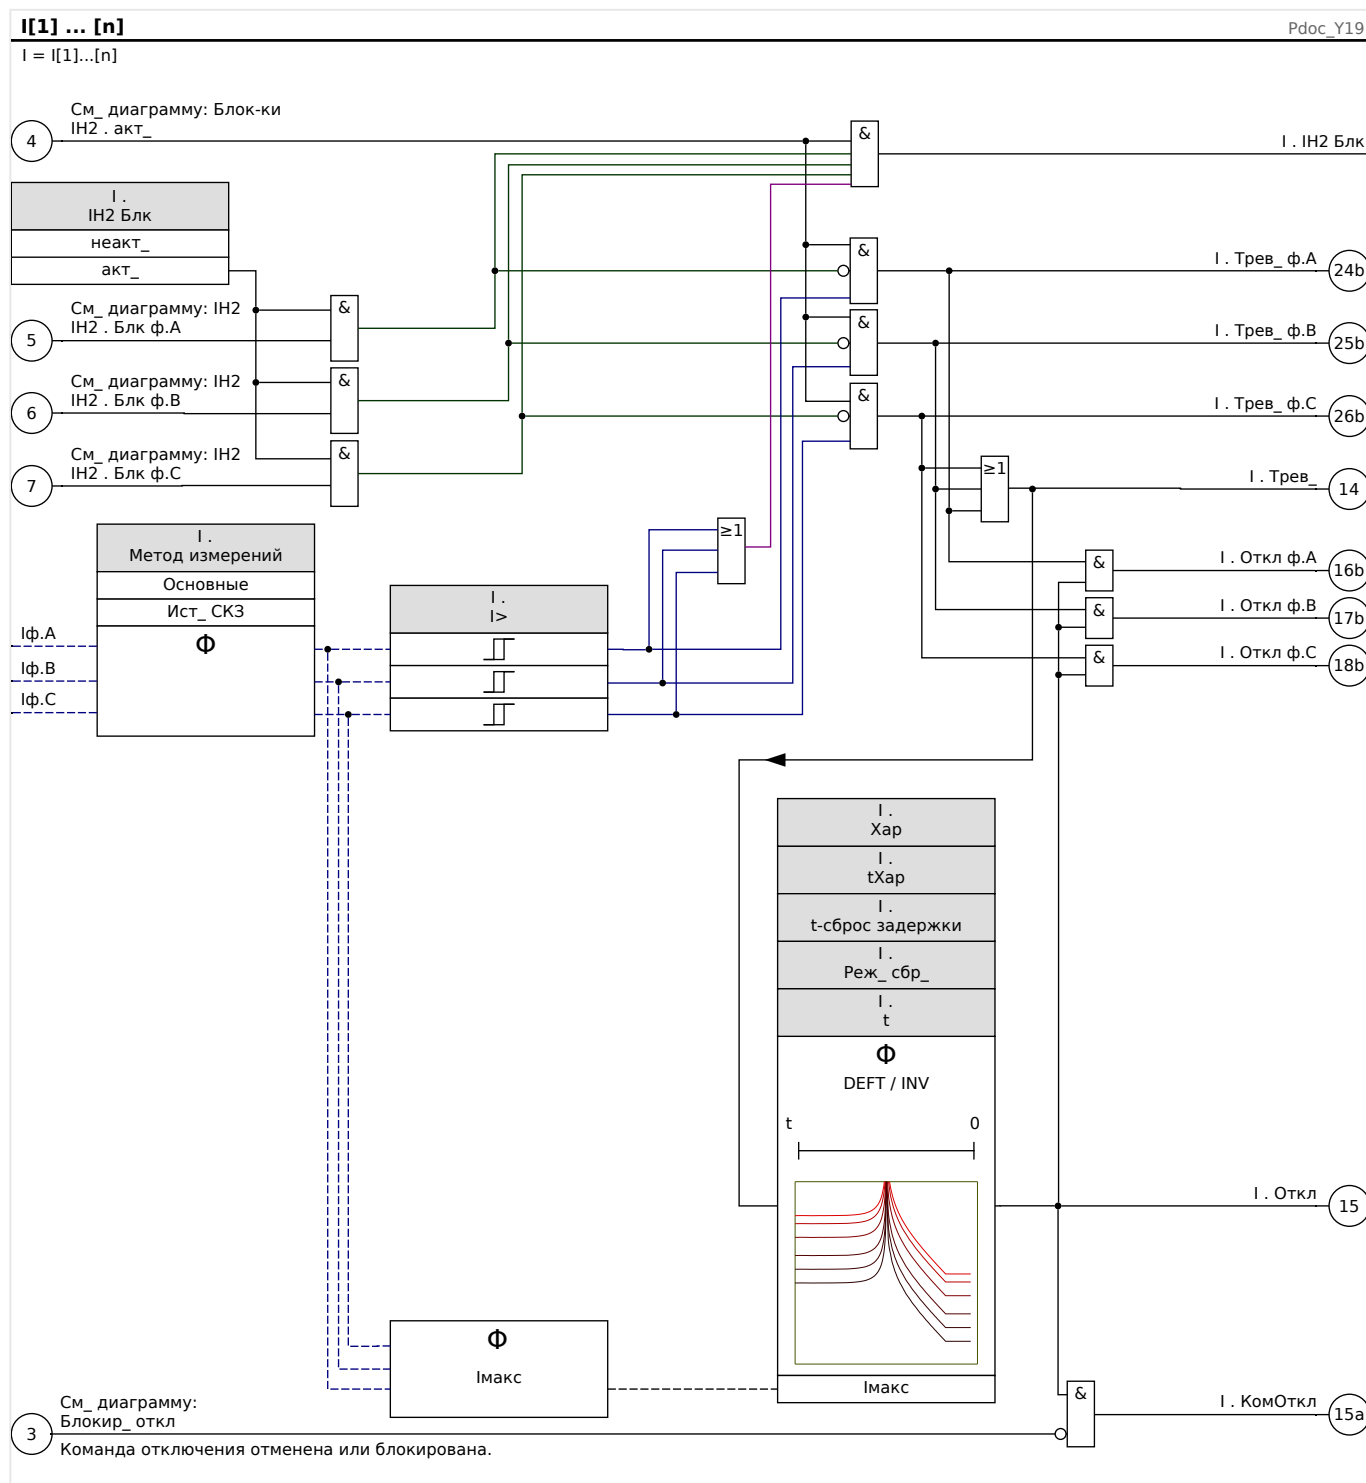 I[1] ... [n]
Pdoc_Y19
I = I[1]...[n]
См_ диаграмму: Блок-ки
IH2 . акт_
4
&
I . IH2 Блк
I .
IH2 Блк
неакт_
акт_
&
I . Трев_ ф.A
24b
См_ диаграмму: IH2
IH2 . Блк ф.A
5
&
&
I . Трев_ ф.B
25b
См_ диаграмму: IH2
IH2 . Блк ф.B
6
&
&
I . Трев_ ф.C
26b
См_ диаграмму: IH2
IH2 . Блк ф.C
7
&
≥1
I . Трев_
14
I .
Метод измерений
Основные
Ист_ СКЗ
Φ
≥1
&
I . Откл ф.A
16b
I .
I>
&
I . Откл ф.B
17b
&
I . Откл ф.C
18b
Iф.A
Iф.B
Iф.C
I .
Хар
I .
tХар
I .
t-сброс задержки
I .
Реж_ сбр_
I .
t
Φ
DEFT / INV
t
0
I . Откл
15
Φ
Iмакс
Iмакс
&
I . КомОткл
15a
См_ диаграмму:
Блокир_ откл
3
Команда отключения отменена или блокирована.